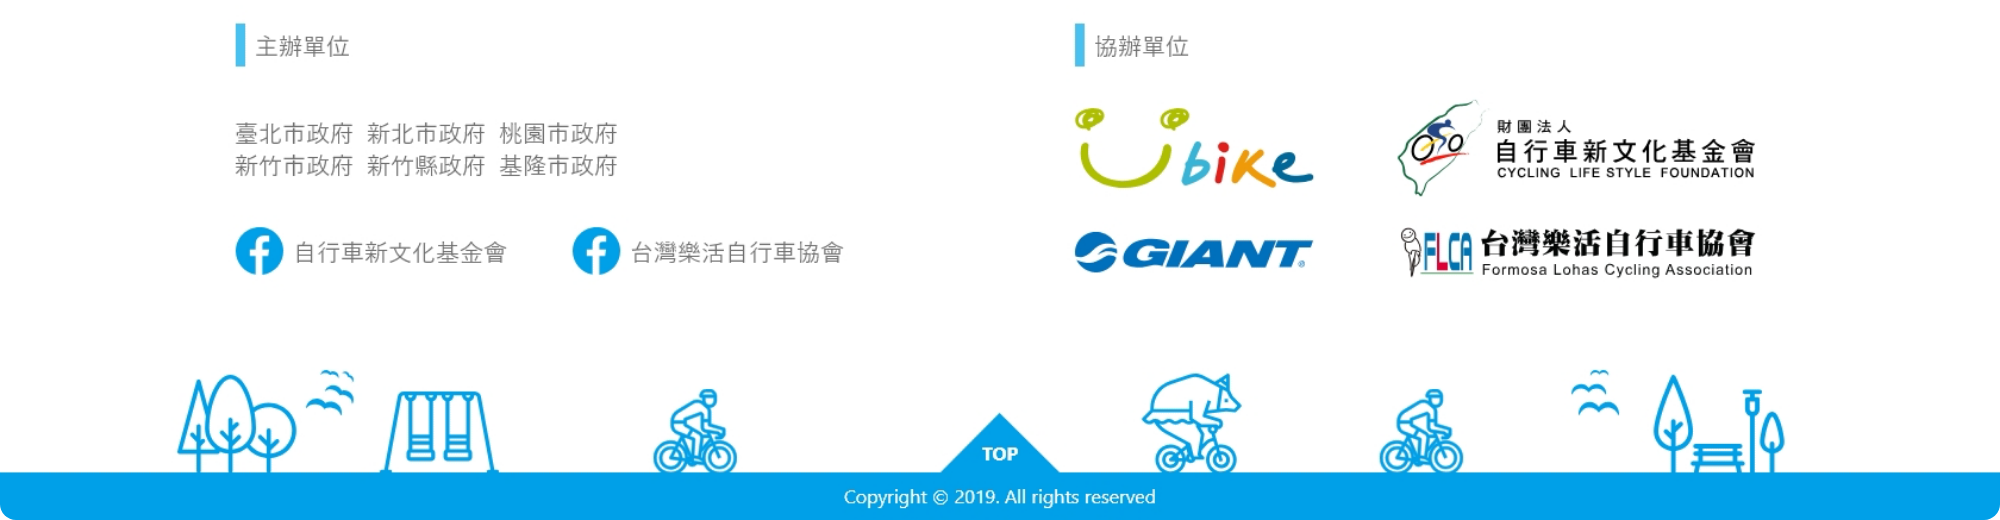 主辦單位
臺北市政府 新北市政府 桃園市政府
新竹市政府 新竹縣政府 基隆市政府
自行車新文化基金會
台灣樂活自行車協會
協辦單位
Ubike
財團法人
自行車新文化基金會
CYCLING LIFE STYLE FOUNDATION
GIANT®
FLCA
台灣樂活自行車協會
Formosa Lohas Cycling Association
TOP
Copyright © 2019. All rights reserved